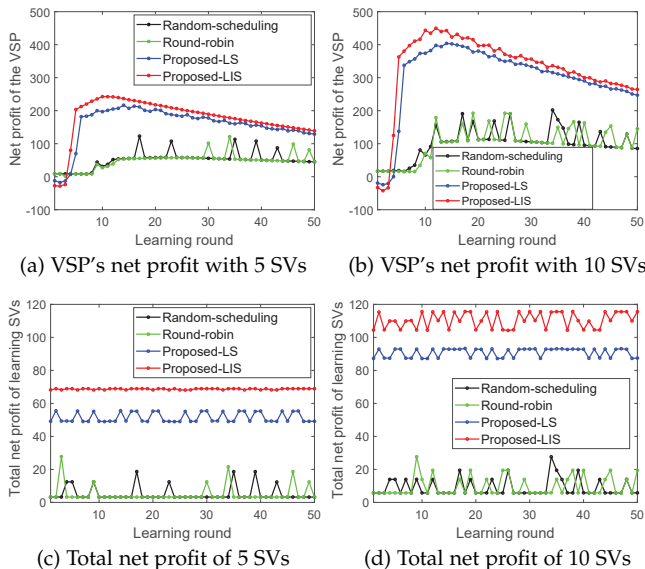 Net profit of the VSP
500
400
300
200
100
0
-100
Random-scheduling
Round-robin
Proposed-LS
Proposed-LIS
10
20
30
40
50
Learning round
(a) VSP's net profit with 5 SVs
Net profit of the VSP
500
400
300
200
100
0
-100
Random-scheduling
Round-robin
Proposed-LS
Proposed-LIS
10
20
30
40
50
Learning round
(b) VSP's net profit with 10 SVs
Total net profit of learning SVs
120
100
80
60
40
20
0
Random-scheduling
Round-robin
Proposed-LS
Proposed-LIS
10
20
30
40
50
Learning round
(c) Total net profit of 5 SVs
Total net profit of learning SVs
120
100
80
60
40
20
0
Random-scheduling
Round-robin
Proposed-LS
Proposed-LIS
10
20
30
40
50
Learning round
(d) Total net profit of 10 SVs